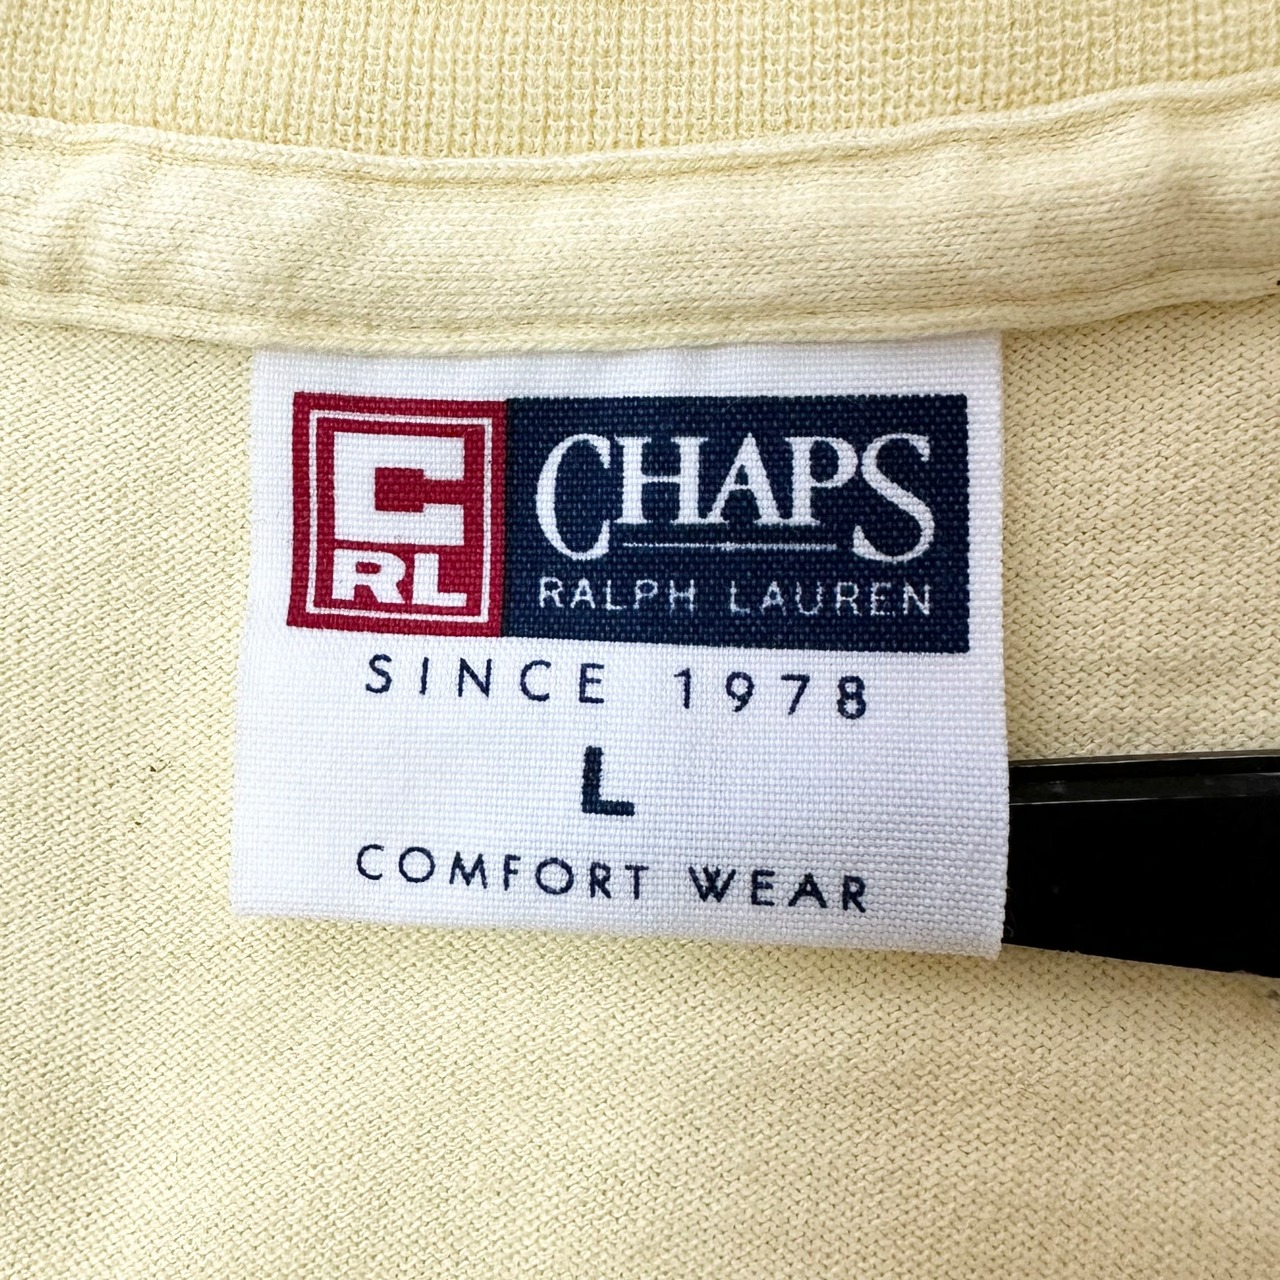 C
RL
CHAPS
RALPH LAUREN
SINCE 1978
L
COMFORT WEAR